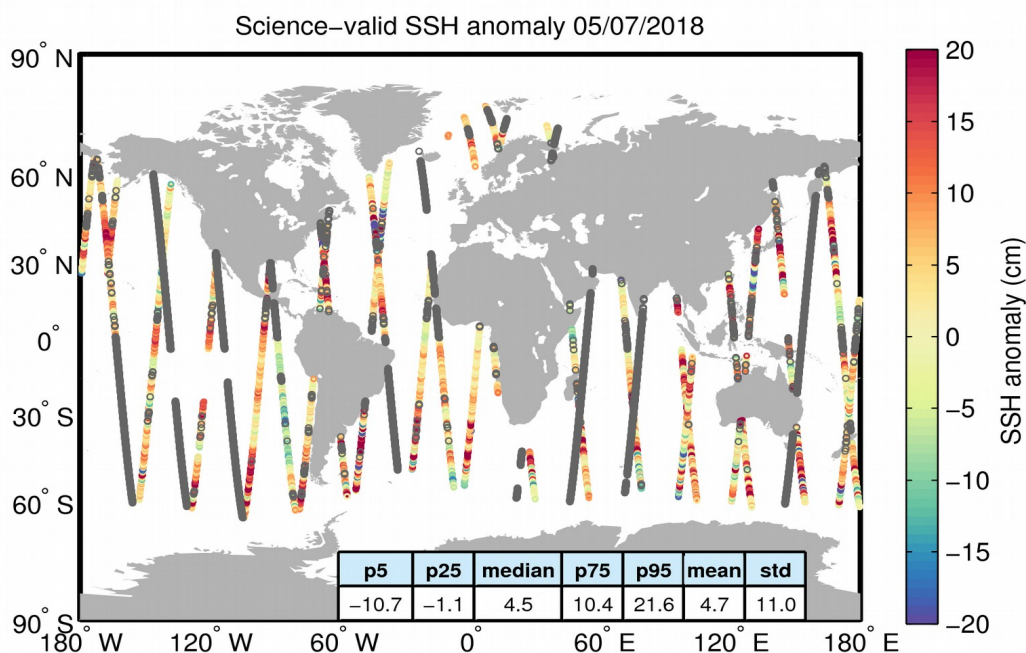 Science−valid SSH anomaly 05/07/2018
90° N
60° N
30° N
0°
30° S
60° S
90° S
180° W
120° W
60° W
0°
60° E
120° E
180° E
p5 p25 median p75 p95 mean std
−10.7 −1.1 4.5 10.4 21.6 4.7 11.0
20
15
10
5
0
−5
−10
−15
−20
SSH anomaly (cm)